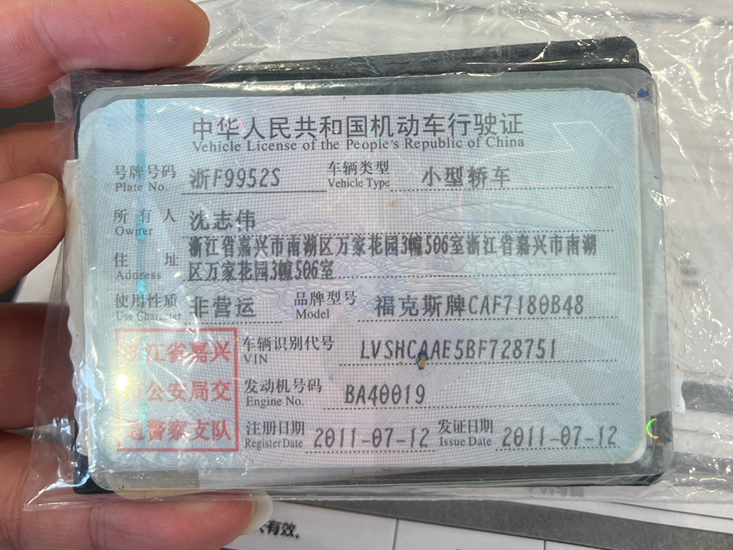 中华人民共和国机动车行驶证
Vehicle License of the People's Republic of China
号牌号码 浙F9952S 车辆类型 小型轿车
Plate No. Vehicle Type
所有人 沈志伟
Owner
浙江省嘉兴市南湖区万家花园3幢506室浙江省嘉兴市南湖
住址 区万家花园3幢506室
Address
使用性质 非营运 品牌型号 福克斯牌CAF7180B48
Use Character Model
浙江省嘉兴 车辆识别代号 LVSHCAAE5BF728751
VIN
公安局交 发动机号码 BA40019
Engine No.
警察支队 注册日期 2011-07-12 发证日期 2011-07-12
Register Date Issue Date
有效。